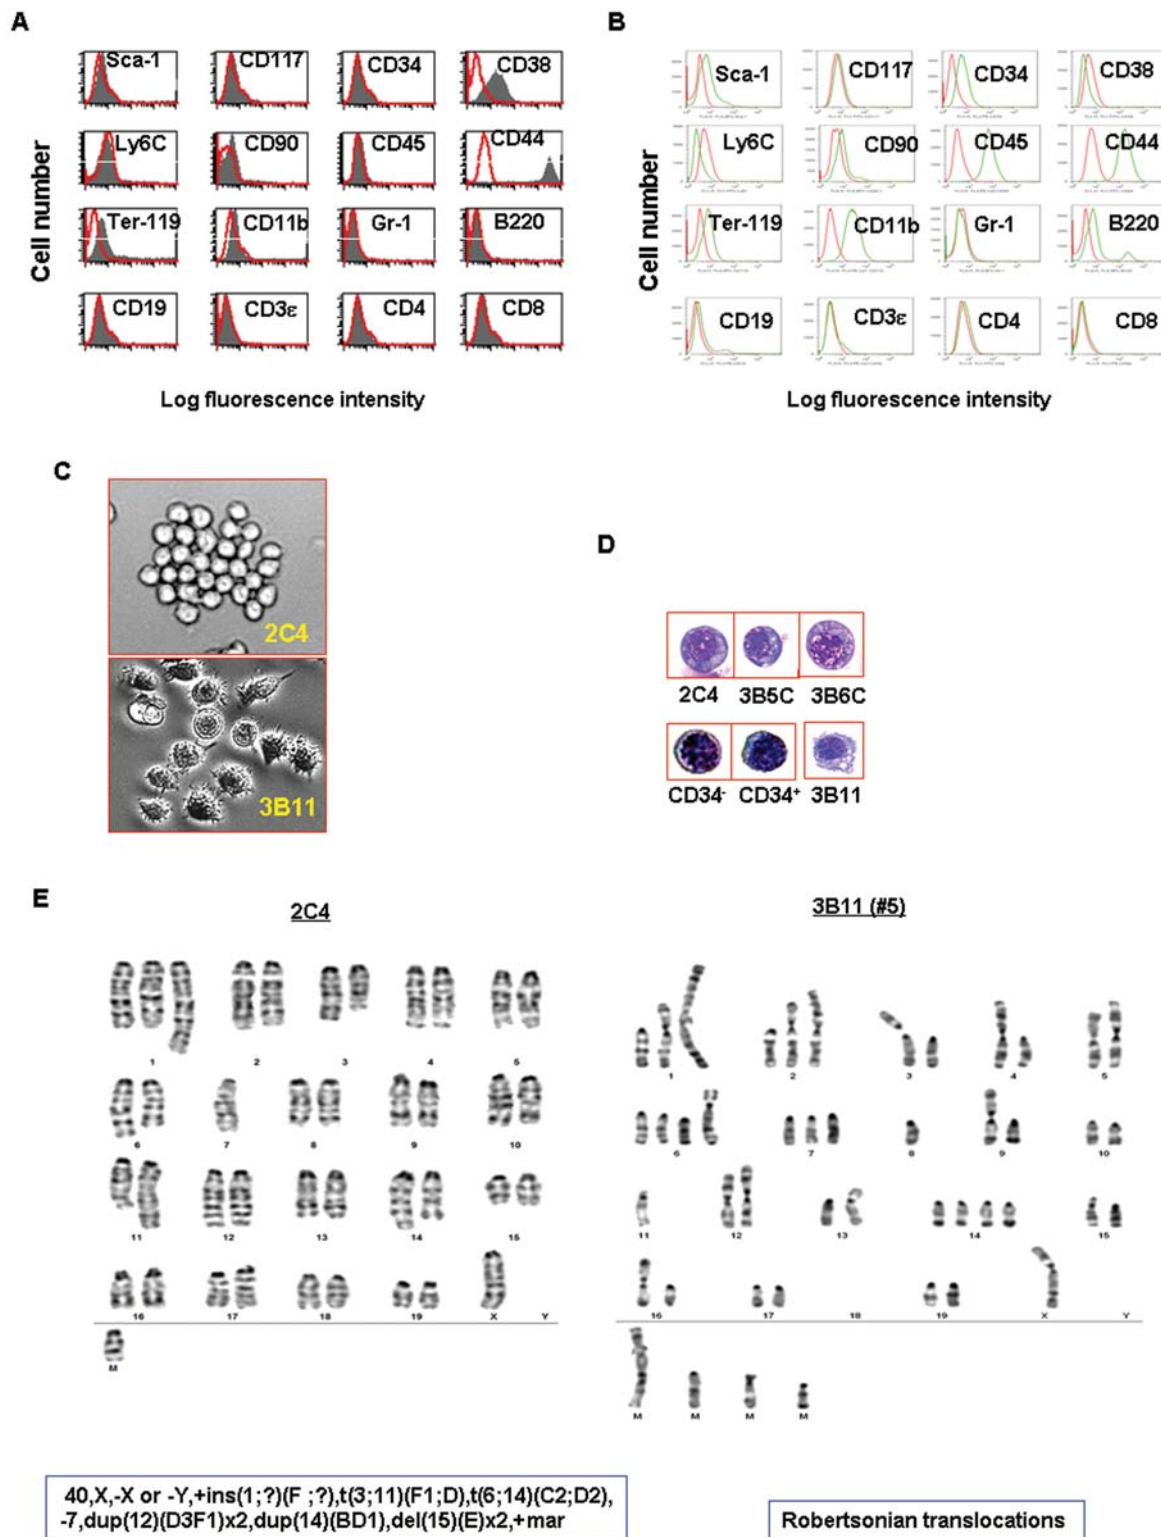 A
B
Sca-1 CD117 CD34 CD38
Ly6C CD90 CD45 CD44
Ter-119 CD11b Gr-1 B220
CD19 CD3ε CD4 CD8
Cell number
Log fluorescence intensity
Sca-1 CD117 CD34 CD38
Ly6C CD90 CD45 CD44
Ter-119 CD11b Gr-1 B220
CD19 CD3ε CD4 CD8
C
Cell number
Log fluorescence intensity
C
2C4
3B11
D
2C4 3B5C 3B6C
CD34- CD34+ 3B11
E
2C4
1 2 3 4 5
6 7 8 9 10
11 12 13 14 15
16 17 18 19 X Y
M
40,X,-X or -Y,+ins(1;?)(F ;?),t(3;11)(F1;D),t(6;14)(C2;D2),
-7,dup(12)(D3F1)x2,dup(14)(BD1),del(15)(E)x2,+mar
3B11 (#5)
1 2 3 4 5
6 7 8 9 10
11 12 13 14 15
16 17 18 19 X Y
M M M M
Robertsonian translocations